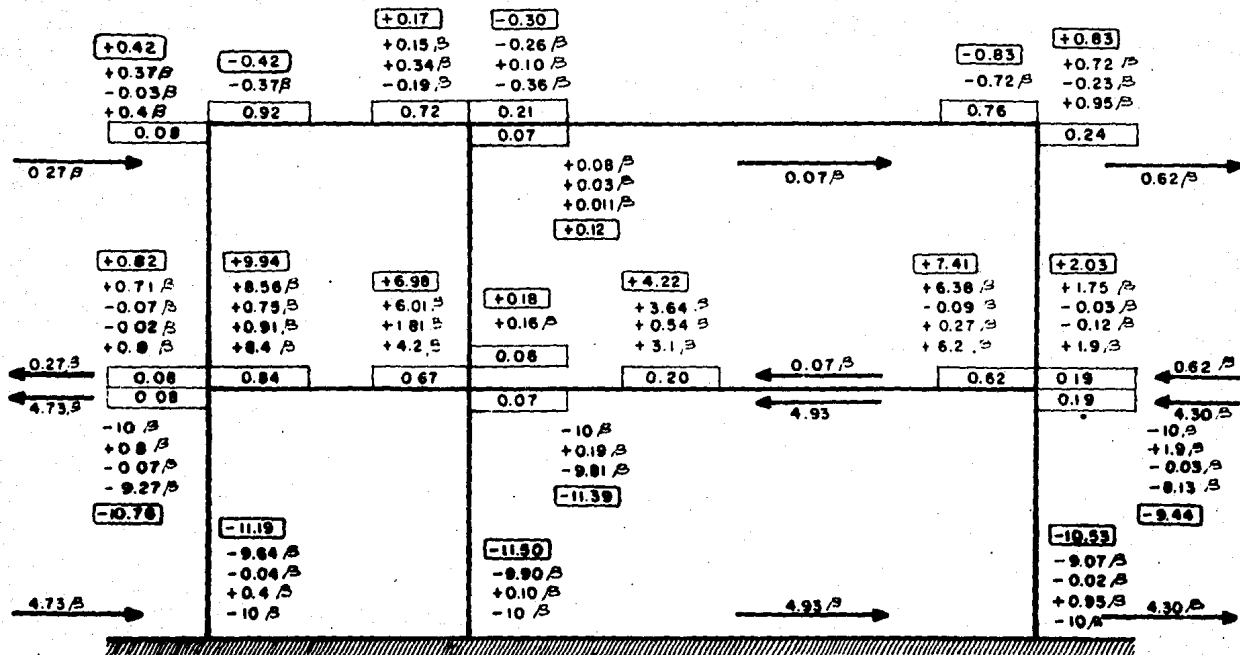 +0.42
+0.37β
-0.03β
+0.4β
0.08
-0.42
-0.37β
0.92
+0.17
+0.15β
+0.34β
-0.19β
0.72
-0.30
-0.26β
+0.10β
-0.36β
0.21
0.07
-0.83
-0.72β
0.76
+0.83
+0.72β
-0.23β
+0.95β
0.24
0.27β
+0.08β
+0.03β
+0.011β
+0.12
0.07β
0.62β
+0.82
+0.71β
-0.07β
-0.02β
+0.8β
0.08
0.08
+9.94
+8.56β
+0.75β
+0.91β
+8.4β
0.84
+6.98
+6.01β
+1.81β
+4.2β
0.67
+0.18
+0.16β
0.06
0.07
+4.22
+3.64β
+0.54β
+3.1β
0.20
+7.41
+6.38β
-0.09β
+0.27β
+6.2β
0.62
+2.03
+1.75β
-0.03β
-0.12β
+1.9β
0.19
0.19
0.27β
4.73β
0.07β
4.93
0.62β
4.30β
-10β
+0.8β
-0.07β
-9.27β
-10.76
-10β
+0.19β
-9.81β
-11.39
-10β
+1.9β
-0.03β
-8.13β
-9.44
-11.19
-9.64β
-0.04β
+0.4β
-10β
-11.50
-9.90β
+0.10β
-10β
-10.53
-9.07β
-0.02β
+0.95β
-10β
4.73β
4.93β
4.30β